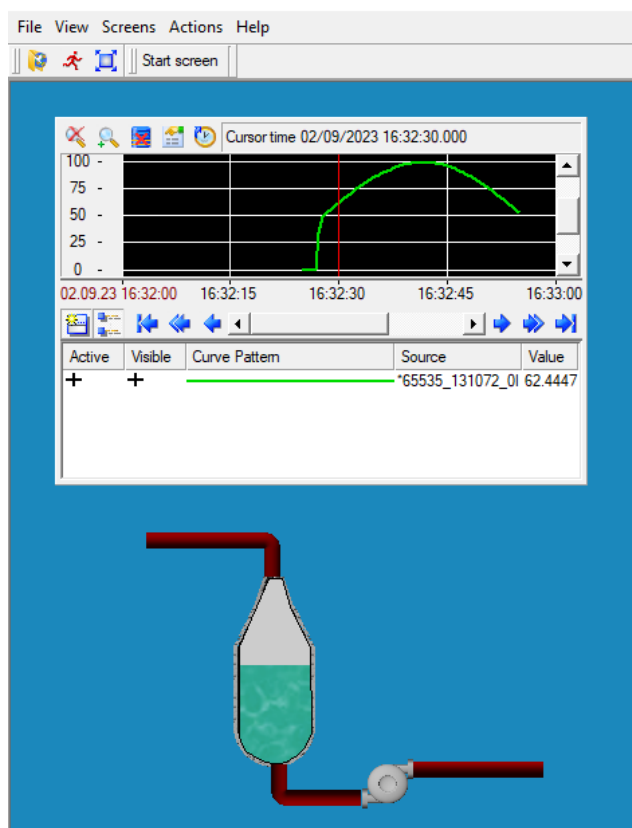 File View Screens Actions Help
Start screen
Cursor time 02/09/2023 16:32:30.000
100 -
75 -
50 -
25 -
0 -
02.09.23 16:32:00 16:32:15 16:32:30 16:32:45 16:33:00
Active Visible Curve Pattern Source Value
*65535_131072_0I 62.4447